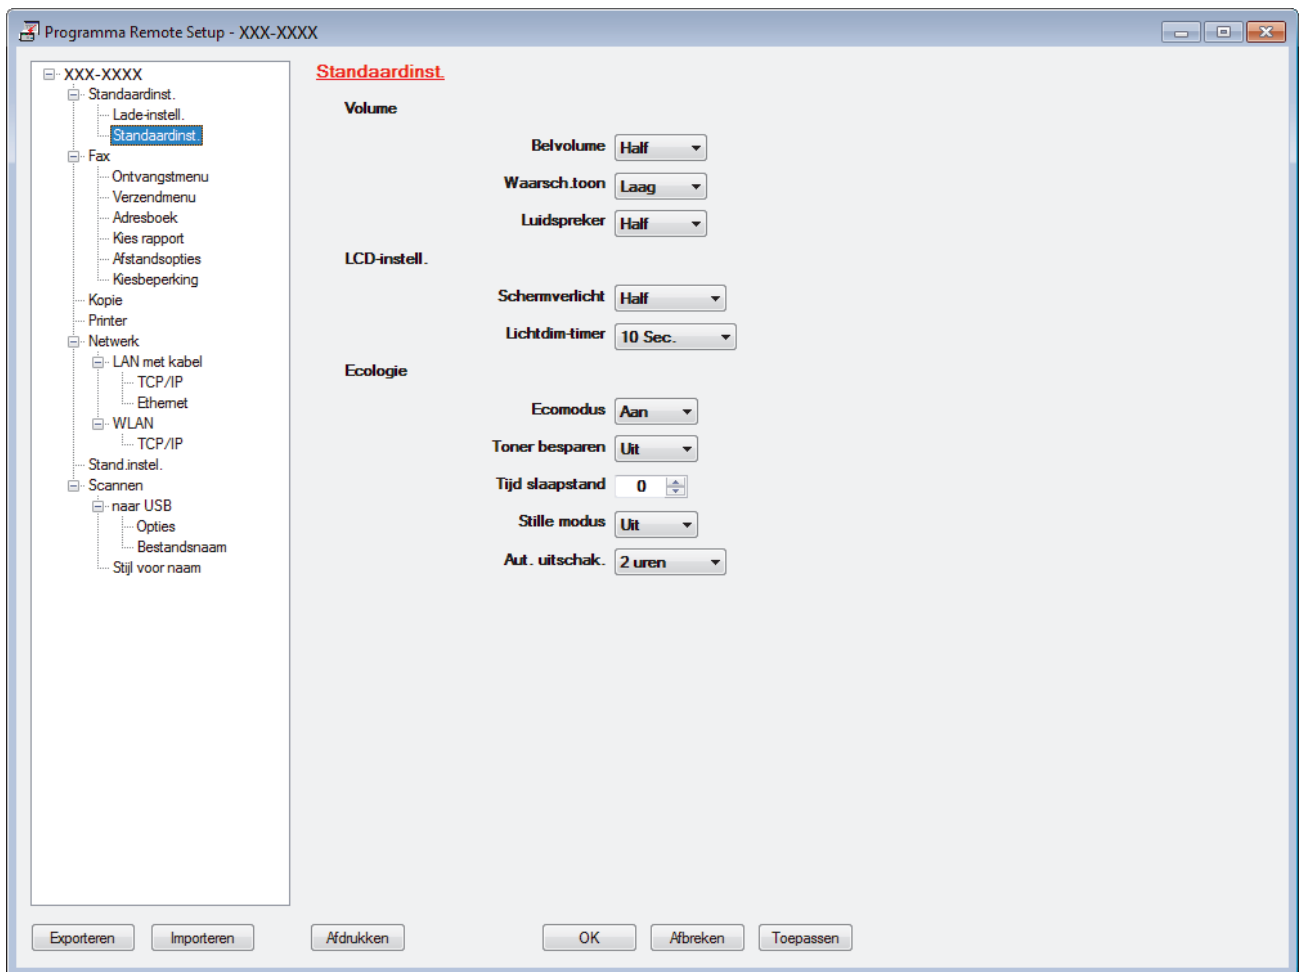 Programma Remote Setup - XXX-XXXX
XXX-XXXX
Standaardinst.
Lade-instell.
Standaardinst.
Fax
Ontvangstmenu
Verzendmenu
Adresboek
Kies rapport
Afstandsopties
Kiesbeperking
Kopie
Printer
Netwerk
LAN met kabel
TCP/IP
Ethernet
WLAN
TCP/IP
Stand.instel.
Scannen
naar USB
Opties
Bestandsnaam
Stijl voor naam
Standaardinst.
Volume
Belvolume Half
Waarsch.toon Laag
Luidspreker Half
LCD-instell.
Schermverlicht Half
Lichtdim-timer 10 Sec.
Ecologie
Ecomodus Aan
Toner besparen Uit
Tijd slaapstand 0
Stille modus Uit
Aut. uitschak. 2 uren
Exporteren Importeren Afdrukken OK Afbreken Toepassen